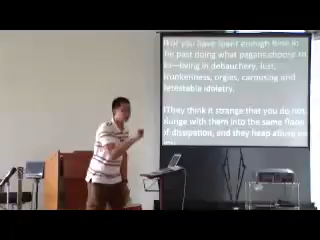 For you have spent enough time in
the past doing what pagans choose to
do—living in debauchery, lust,
drunkenness, orgies, carousing and
detestable idolatry.
They think it strange that you do not
plunge with them into the same flood
of dissipation, and they heap abuse on